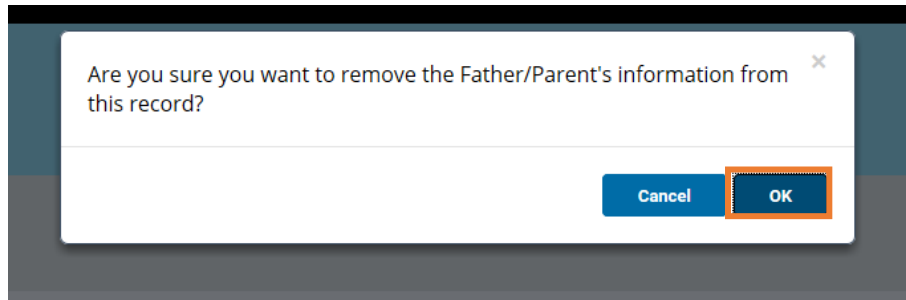 Are you sure you want to remove the Father/Parent's information from
this record?
Cancel OK